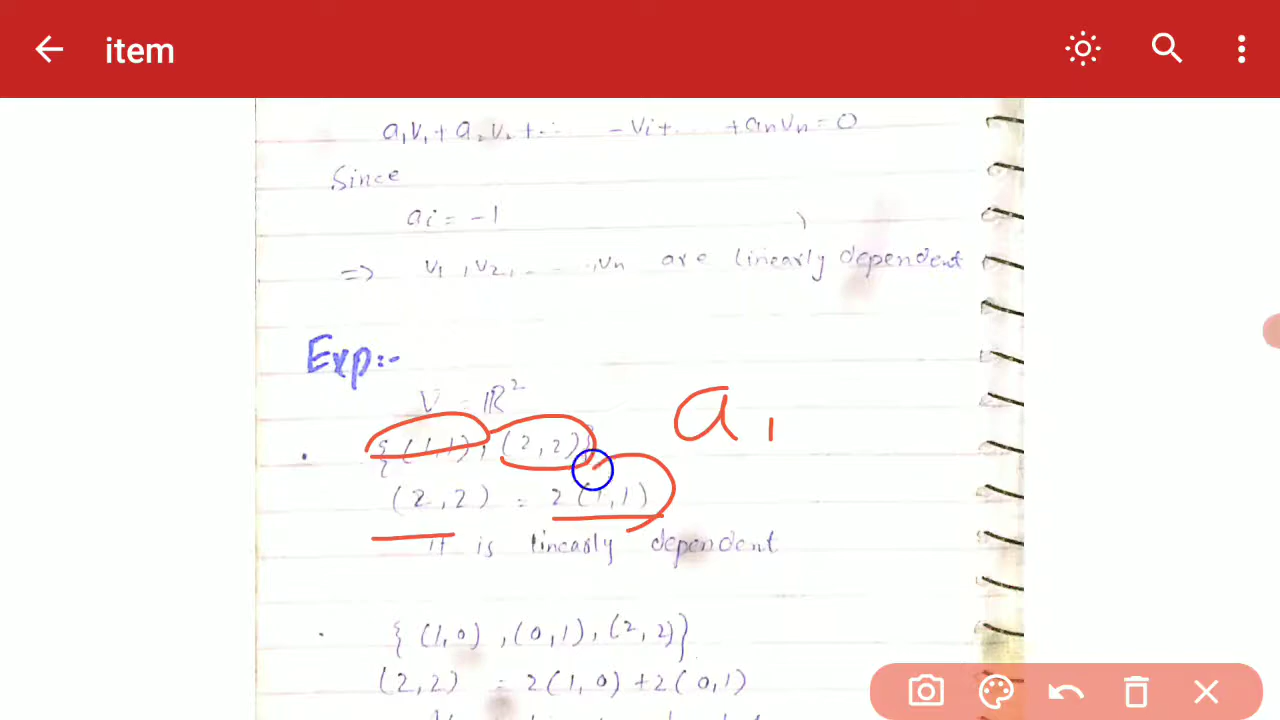 item
a₁v₁ + a₂v₂ + ... - vi + ... + anvn = 0
Since
ai = -1
=> v₁, v₂, ..., vn are linearly dependent
Exp:-
V = ℝ²
a₁
{(1,1), (2,2)}
(2,2) = 2(1,1)
it is linearly dependent
{(1,0), (0,1), (2,2)}
(2,2) = 2(1,0) + 2(0,1)